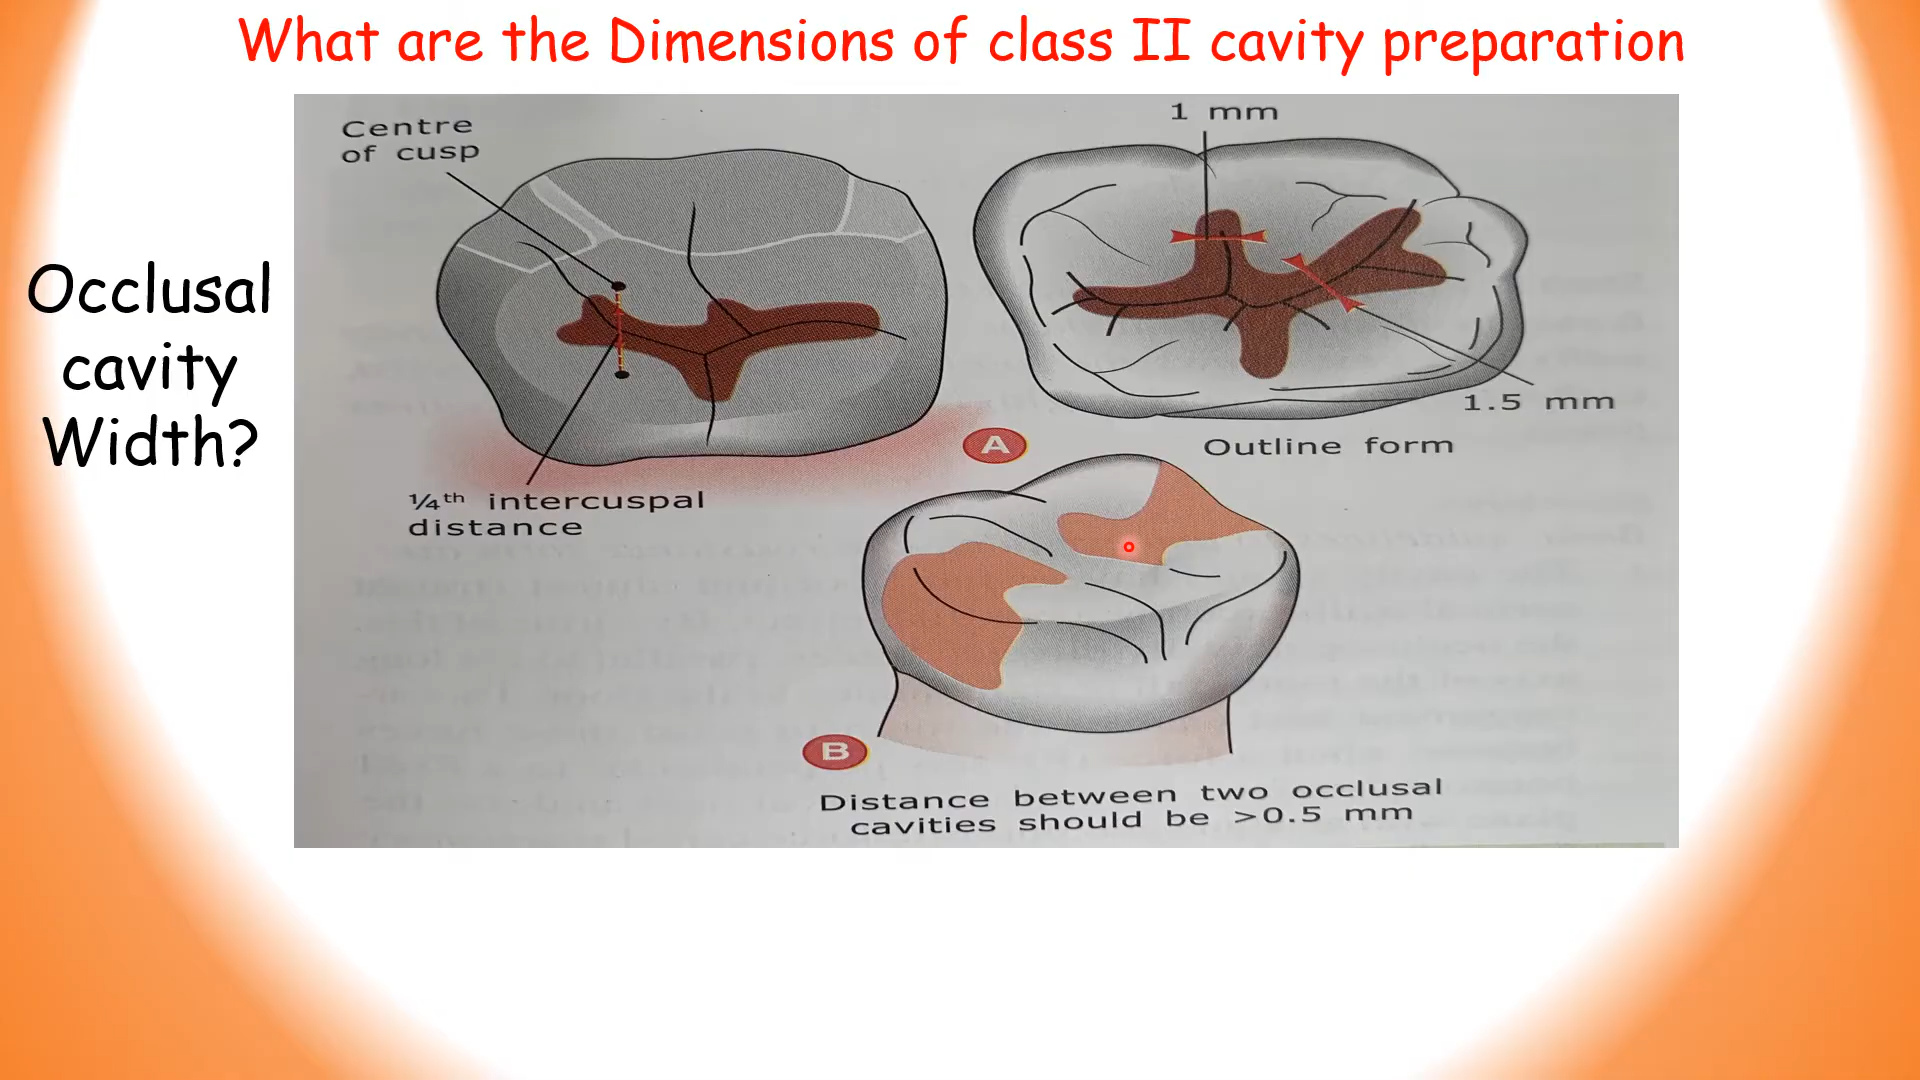 What are the Dimensions of class II cavity preparation
Occlusal
cavity
Width?
Centre
of cusp
¼th intercuspal
distance
1 mm
1.5 mm
A
Outline form
B
Distance between two occlusal
cavities should be >0.5 mm